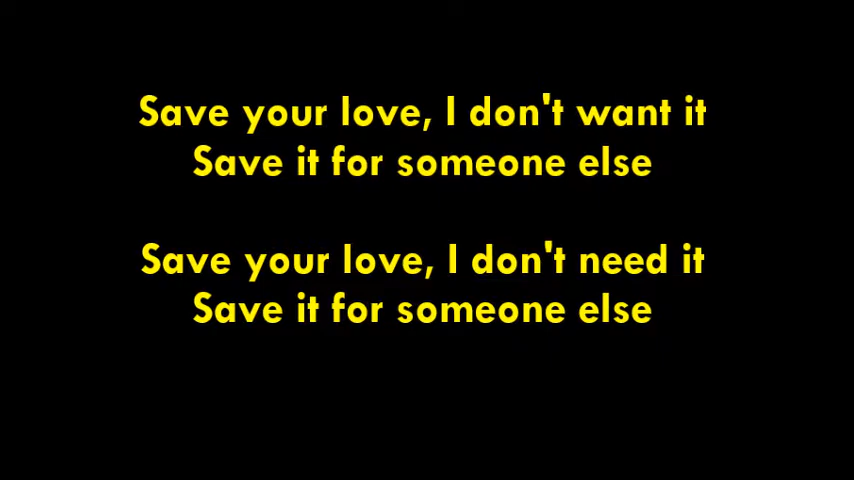 Save your love, I don't want it
Save it for someone else
Save your love, I don't need it
Save it for someone else